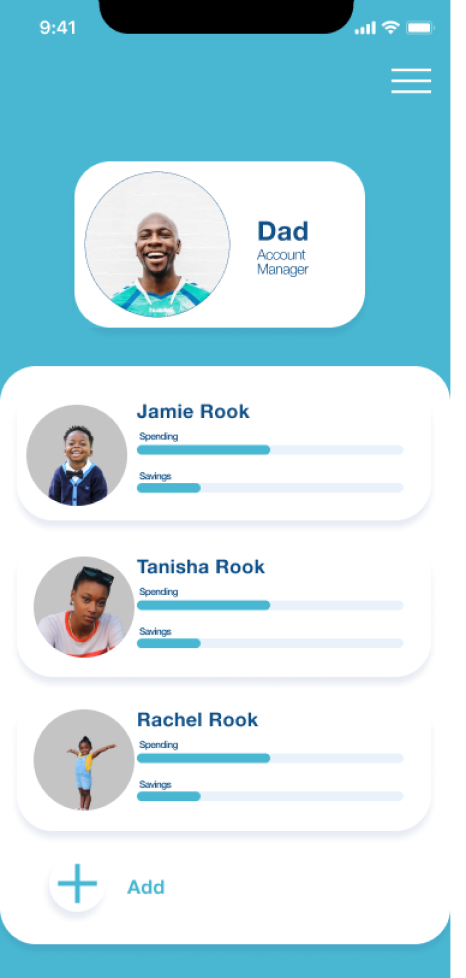 9:41
Dad
Account
Manager
Jamie Rook
Spending
Savings
Tanisha Rook
Spending
Savings
Rachel Rook
Spending
Savings
Add